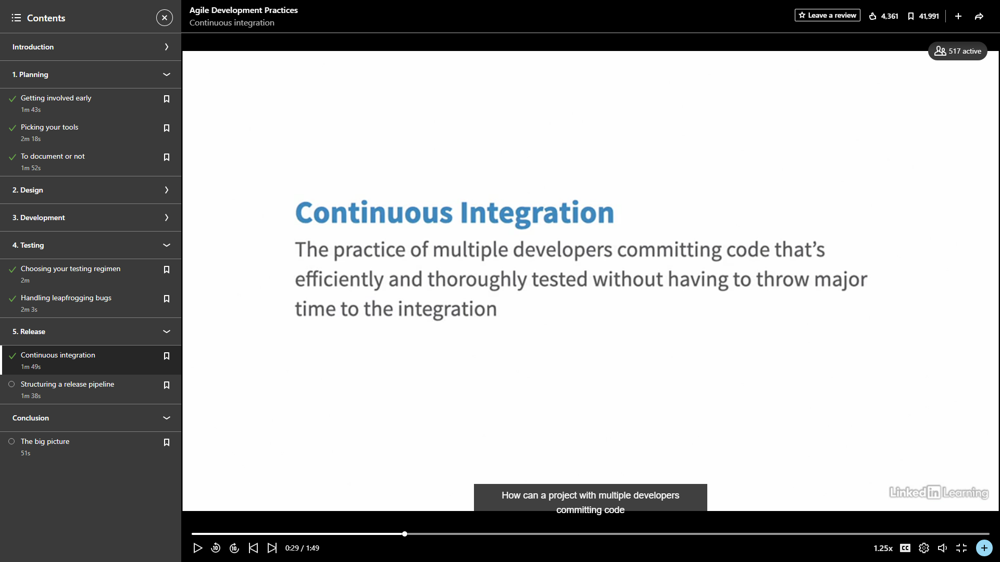 Contents
Introduction
1. Planning
Getting involved early
1m 43s
Picking your tools
2m 18s
To document or not
1m 52s
2. Design
3. Development
4. Testing
Choosing your testing regimen
2m
Handling leapfrogging bugs
2m 3s
5. Release
Continuous integration
1m 49s
Structuring a release pipeline
1m 38s
Conclusion
The big picture
51s
Agile Development Practices
Continuous integration
Leave a review
4,361
41,991
517 active
Continuous Integration
The practice of multiple developers committing code that’s
efficiently and thoroughly tested without having to throw major
time to the integration
How can a project with multiple developers
committing code
LinkedIn Learning
10
10
0:29 / 1:49
1.25x
CC